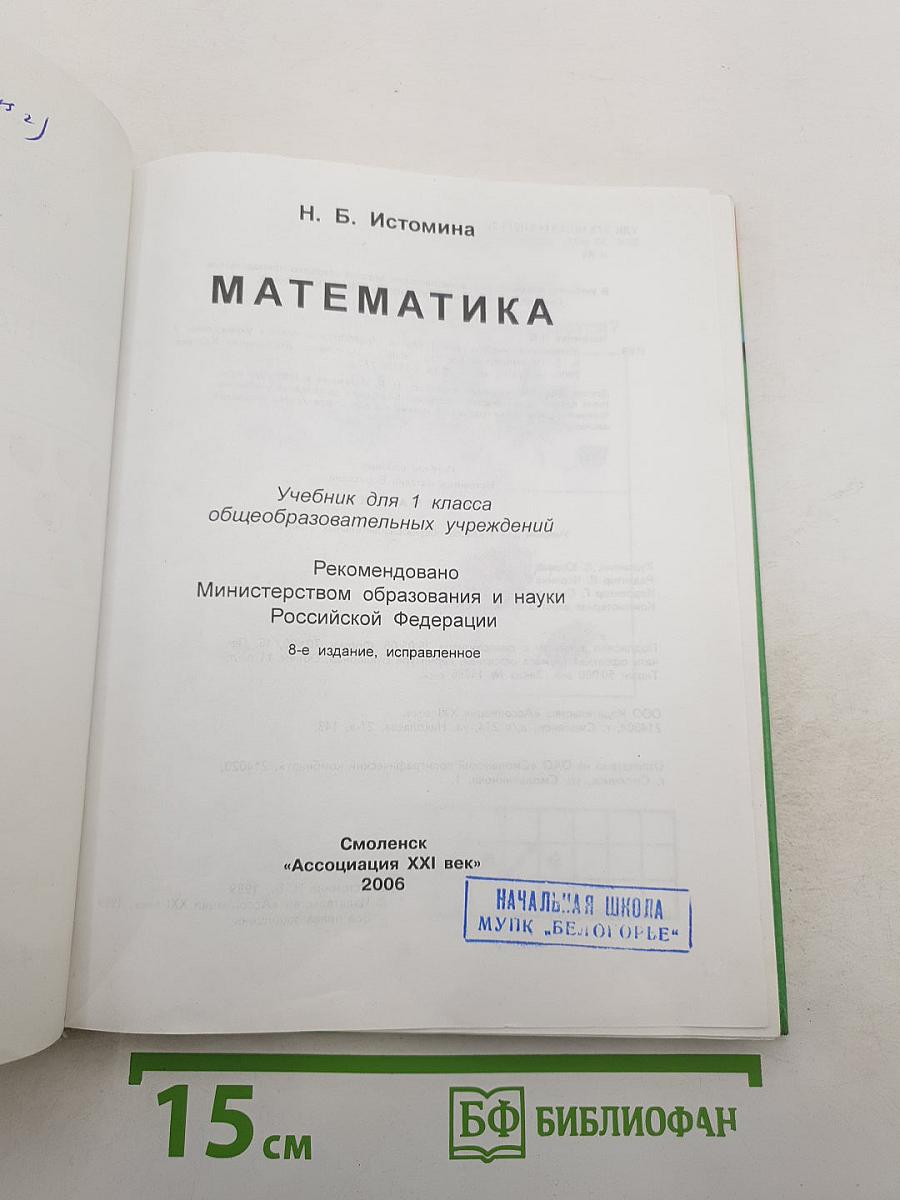 Н. Б. Истомина
МАТЕМАТИКА
Учебник для 1 класса
общеобразовательных учреждений
Рекомендовано
Министерством образования и науки
Российской Федерации
8-е издание, исправленное
Смоленск
«Ассоциация XXI век»
2006
НАЧАЛЬНАЯ ШКОЛА
МУПК „БЕЛОГОРЬЕ“
15 см
БФ БИБЛИОФАН